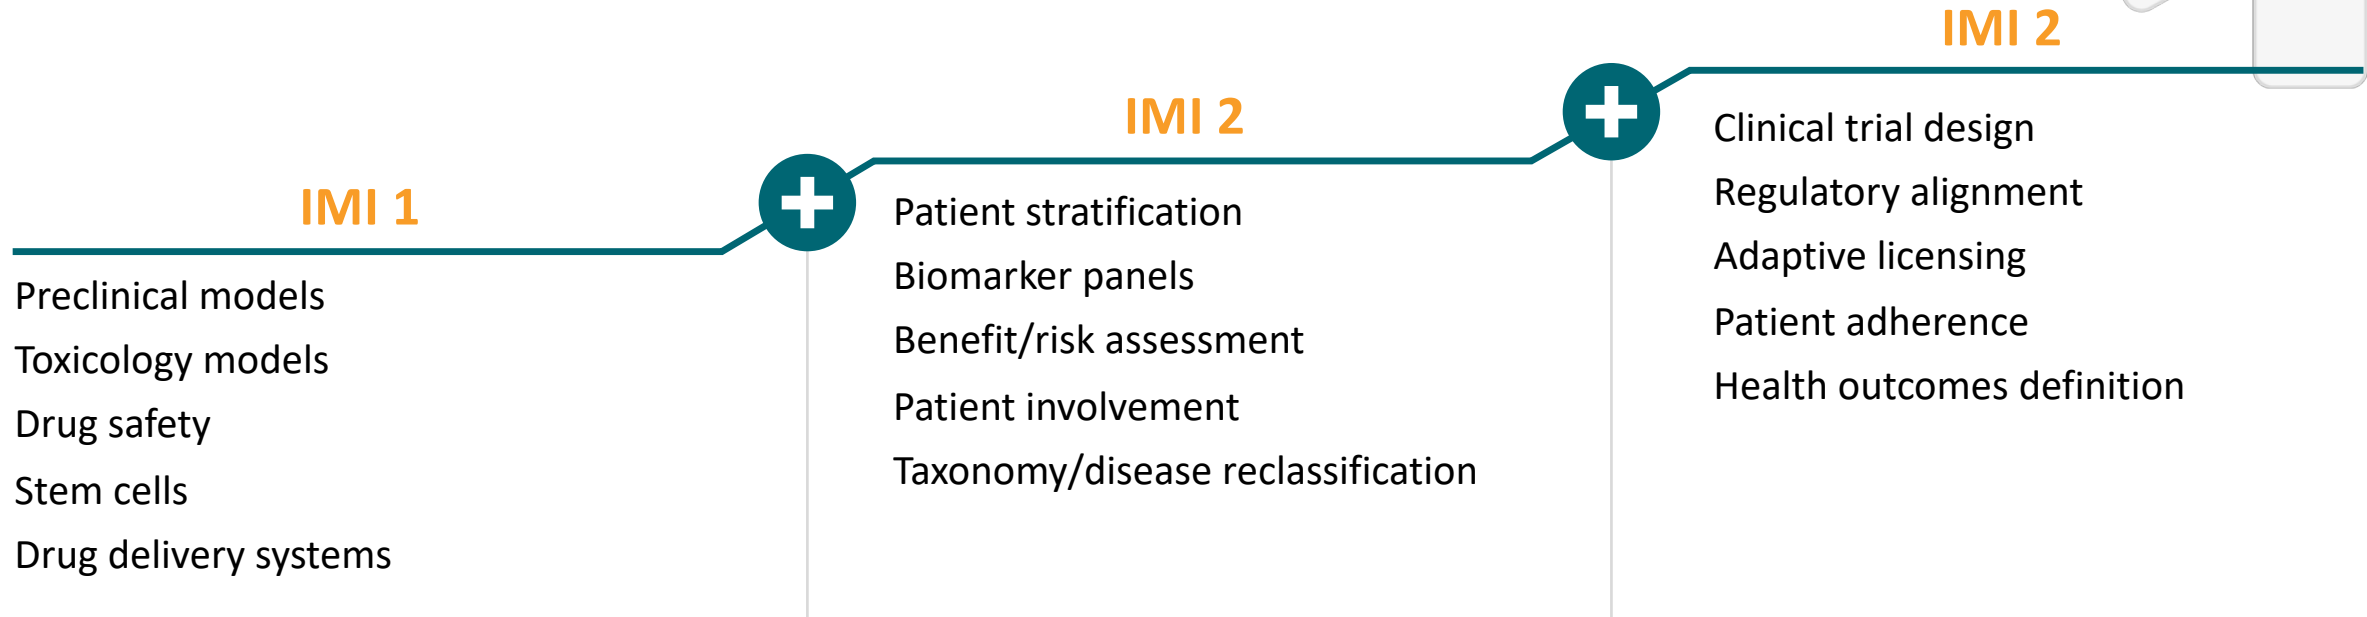 IMI 1
Preclinical models
Toxicology models
Drug safety
Stem cells
Drug delivery systems
IMI 2
Patient stratification
Biomarker panels
Benefit/risk assessment
Patient involvement
Taxonomy/disease reclassification
IMI 2
Clinical trial design
Regulatory alignment
Adaptive licensing
Patient adherence
Health outcomes definition